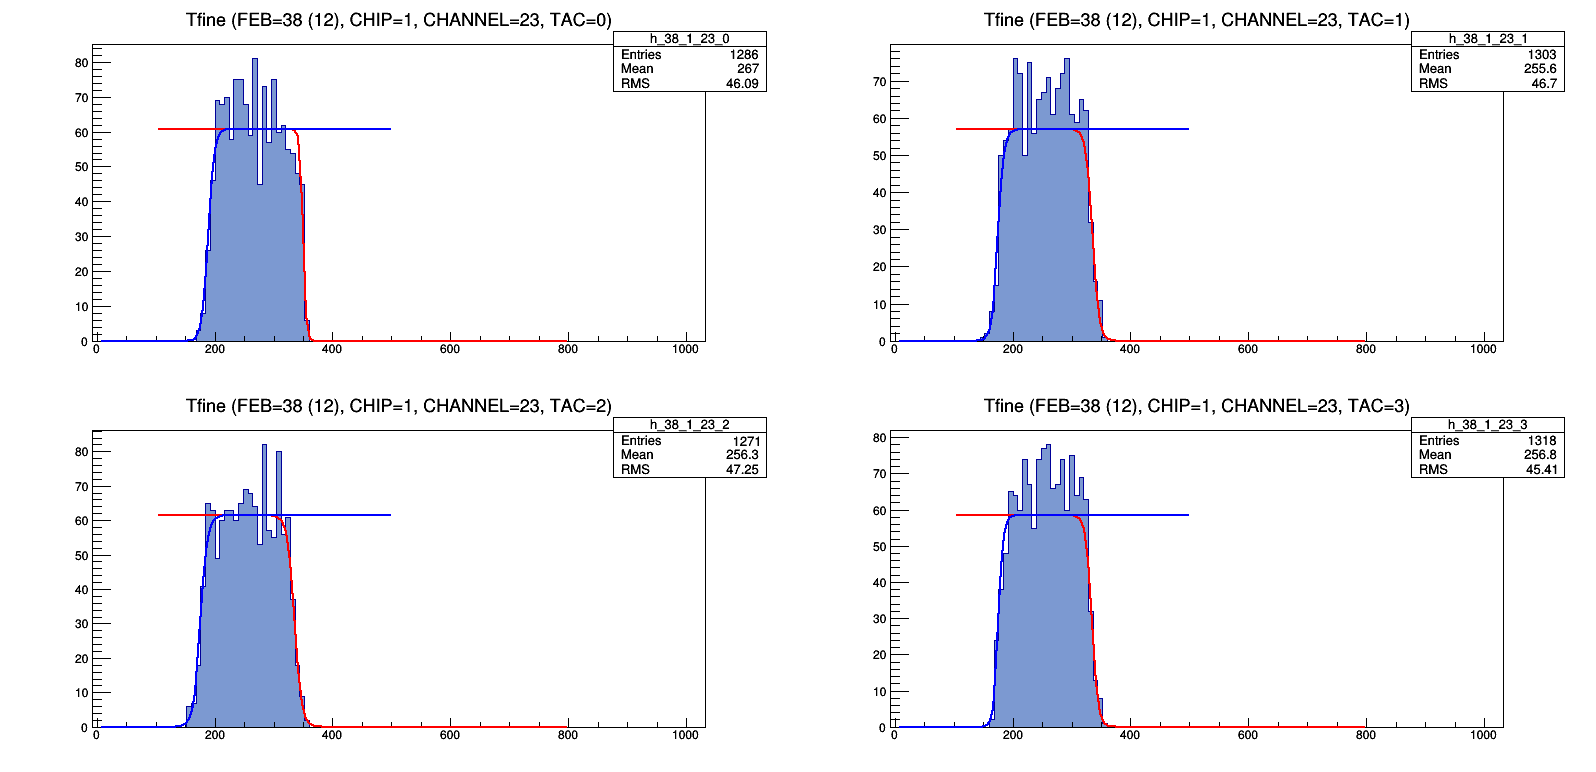 Tfine (FEB=38 (12), CHIP=1, CHANNEL=23, TAC=0)
h_38_1_23_0
Entries 1286
Mean 267
RMS 46.09
80
70
60
50
40
30
20
10
0
0 200 400 600 800 1000
Tfine (FEB=38 (12), CHIP=1, CHANNEL=23, TAC=1)
h_38_1_23_1
Entries 1303
Mean 255.6
RMS 46.7
70
60
50
40
30
20
10
0
0 200 400 600 800 1000
Tfine (FEB=38 (12), CHIP=1, CHANNEL=23, TAC=2)
h_38_1_23_2
Entries 1271
Mean 256.3
RMS 47.25
80
70
60
50
40
30
20
10
0
0 200 400 600 800 1000
Tfine (FEB=38 (12), CHIP=1, CHANNEL=23, TAC=3)
h_38_1_23_3
Entries 1318
Mean 256.8
RMS 45.41
80
70
60
50
40
30
20
10
0
0 200 400 600 800 1000